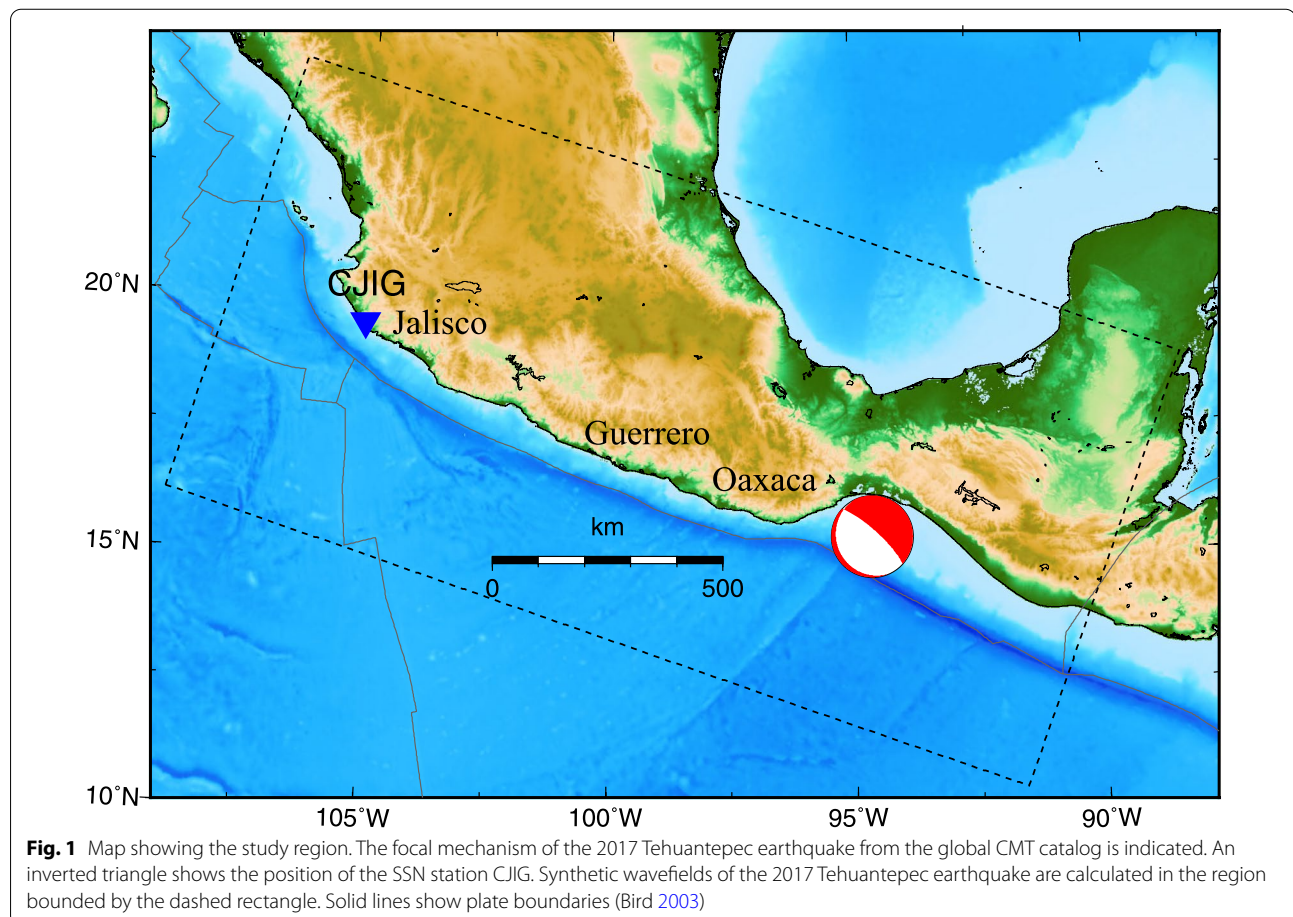 20˚N
CJIG
Jalisco
Guerrero
Oaxaca
15˚N
km
0 500
10˚N
105˚W 100˚W 95˚W 90˚W
Fig. 1 Map showing the study region. The focal mechanism of the 2017 Tehuantepec earthquake from the global CMT catalog is indicated. An
inverted triangle shows the position of the SSN station CJIG. Synthetic wavefields of the 2017 Tehuantepec earthquake are calculated in the region
bounded by the dashed rectangle. Solid lines show plate boundaries (Bird 2003)